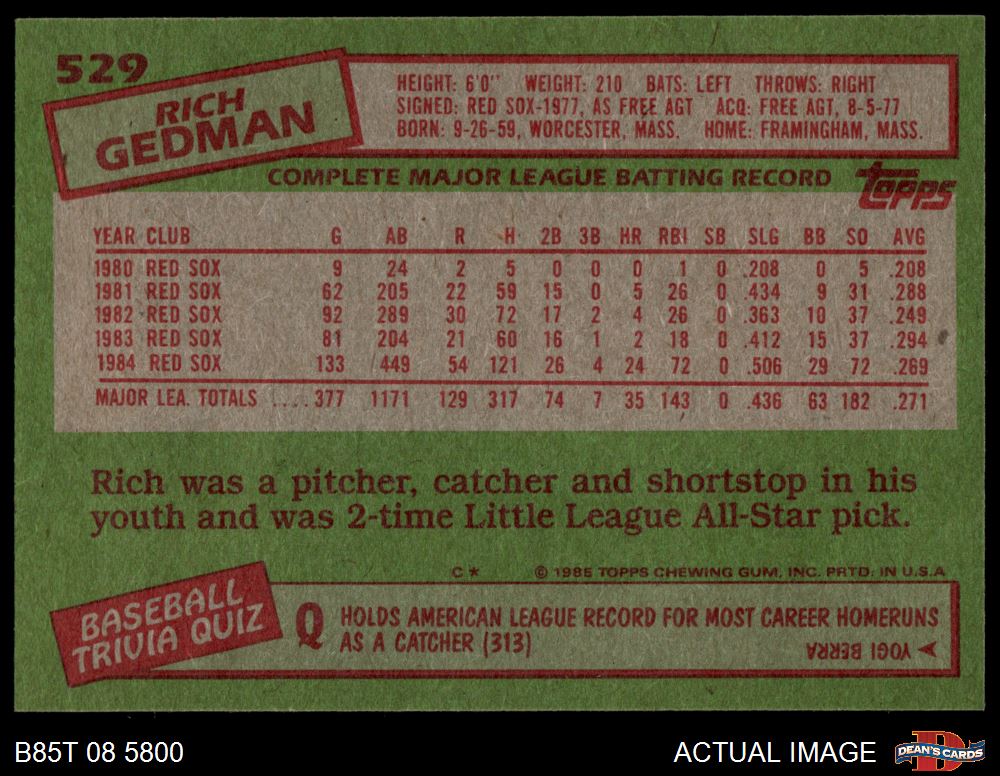 529
RICH
GEDMAN
HEIGHT: 6'0" WEIGHT: 210 BATS: LEFT THROWS: RIGHT
SIGNED: RED SOX-1977, AS FREE AGT ACQ: FREE AGT, 8-5-77
BORN: 9-26-59, WORCESTER, MASS. HOME: FRAMINGHAM, MASS.
COMPLETE MAJOR LEAGUE BATTING RECORD
topps
YEAR CLUB G AB R H 2B 3B HR RBI SB SLG BB SO AVG
1980 RED SOX 9 24 2 5 0 0 0 1 0 .208 0 5 .208
1981 RED SOX 62 205 22 59 15 0 5 26 0 .434 9 31 .288
1982 RED SOX 92 289 30 72 17 2 4 26 0 .363 10 37 .249
1983 RED SOX 81 204 21 60 16 1 2 18 0 .412 15 37 .294
1984 RED SOX 133 449 54 121 26 4 24 72 0 .506 29 72 .269
MAJOR LEA. TOTALS .... 377 1171 129 317 74 7 35 143 0 .436 63 182 .271
Rich was a pitcher, catcher and shortstop in his
youth and was 2-time Little League All-Star pick.
C* © 1985 TOPPS CHEWING GUM, INC. PRTD. IN U.S.A
BASEBALL
TRIVIA QUIZ
Q HOLDS AMERICAN LEAGUE RECORD FOR MOST CAREER HOMERUNS
AS A CATCHER (313)
YOGI BERRA
B85T 08 5800
ACTUAL IMAGE
D
DEAN'S CARDS